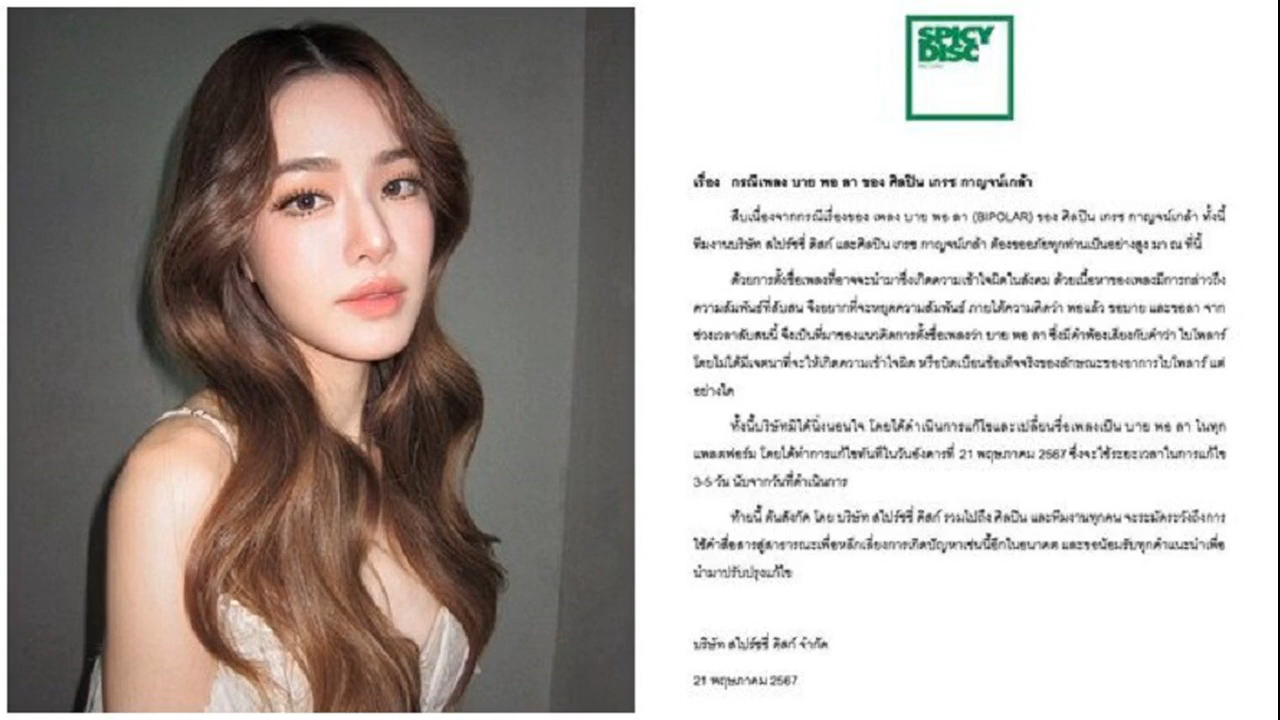 SPICY
DISC
เรื่อง กรณีเพลง บาย พอ ลา ของ ศิลปิน เกรซ กาญจน์เกล้า
สืบเนื่องจากกรณีเรื่องของ เพลง บาย พอ ลา (BIPOLAR) ของ ศิลปิน เกรซ กาญจน์เกล้า ทั้งนี้
ทีมงานบริษัท สไปร์ซซี่ ดิสก์ และศิลปิน เกรซ กาญจน์เกล้า ต้องขออภัยทุกท่านเป็นอย่างสูง มา ณ ที่นี้
ด้วยการตั้งชื่อเพลงที่อาจจะนำมาซึ่งเกิดความเข้าใจผิดในสังคม ด้วยเนื้อหาของเพลงมีการกล่าวถึง
ความสัมพันธ์ที่สับสน จึงอยากที่จะหยุดความสัมพันธ์ ภายใต้ความคิดว่า พอแล้ว ขอบาย และขอลา จาก
ช่วงเวลาสับสนนี้ จึงเป็นที่มาของแนวคิดการตั้งชื่อเพลงว่า บาย พอ ลา ซึ่งมีคำพ้องเสียงกับคำว่า ไบโพลาร์
โดยไม่ได้มีเจตนาที่จะให้เกิดความเข้าใจผิด หรือบิดเบือนข้อเท็จจริงของลักษณะของอาการไบโพลาร์ แต่
อย่างใด
ทั้งนี้บริษัทมิได้นิ่งนอนใจ โดยได้ดำเนินการแก้ไขและเปลี่ยนชื่อเพลงเป็น บาย พอ ลา ในทุก
แพลตฟอร์ม โดยได้ทำการแก้ไขทันทีในวันอังคารที่ 21 พฤษภาคม 2567 ซึ่งจะใช้ระยะเวลาในการแก้ไข
3-5 วัน นับจากวันที่ดำเนินการ
ท้ายนี้ ต้นสังกัด โดย บริษัท สไปร์ซซี่ ดิสก์ รวมไปถึง ศิลปิน และทีมงานทุกคน จะระมัดระวังถึงการ
ใช้คำสื่อสารสู่สาธารณะเพื่อหลีกเลี่ยงการเกิดปัญหาเช่นนี้อีกในอนาคต และขอน้อมรับทุกคำแนะนำเพื่อ
นำมาปรับปรุงแก้ไข
บริษัท สไปร์ซซี่ ดิสก์ จำกัด
21 พฤษภาคม 2567